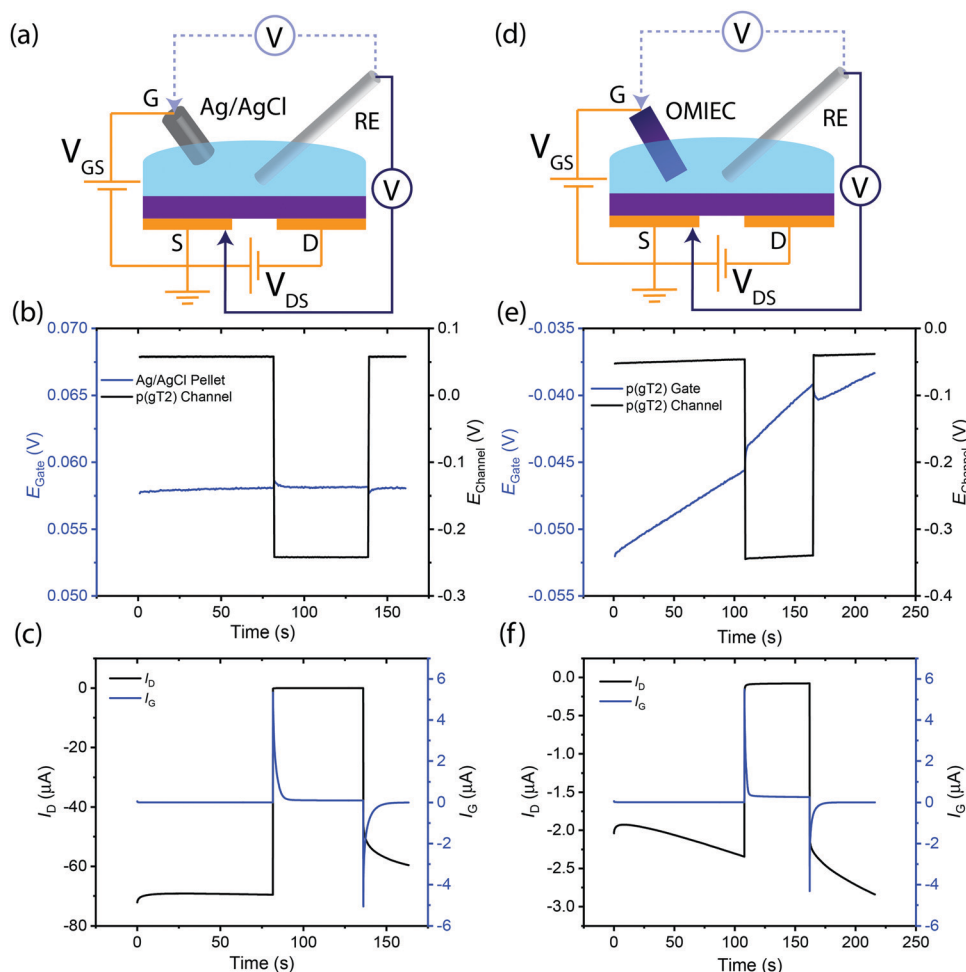 (a)
V
G
Ag/AgCl
RE
V
GS
V
S
D
V
DS
(d)
V
G
OMIEC
RE
V
GS
V
S
D
V
DS
(b)
0.070
0.065
0.060
0.055
0.050
E Gate (V)
Ag/AgCl Pellet
p(gT2) Channel
0.1
0.0
-0.1
-0.2
-0.3
E Channel (V)
0 50 100 150
Time (s)
(e)
-0.035
-0.040
-0.045
-0.050
-0.055
E Gate (V)
p(gT2) Gate
p(gT2) Channel
0.0
-0.1
-0.2
-0.3
-0.4
E Channel (V)
0 50 100 150 200 250
Time (s)
(c)
0
-20
-40
-60
-80
I D (µA)
I D
I G
6
4
2
0
-2
-4
-6
I G (µA)
0 50 100 150
Time (s)
(f)
0.0
-0.5
-1.0
-1.5
-2.0
-2.5
-3.0
I D (µA)
I D
I G
6
4
2
0
-2
-4
-6
I G (µA)
0 50 100 150 200 250
Time (s)